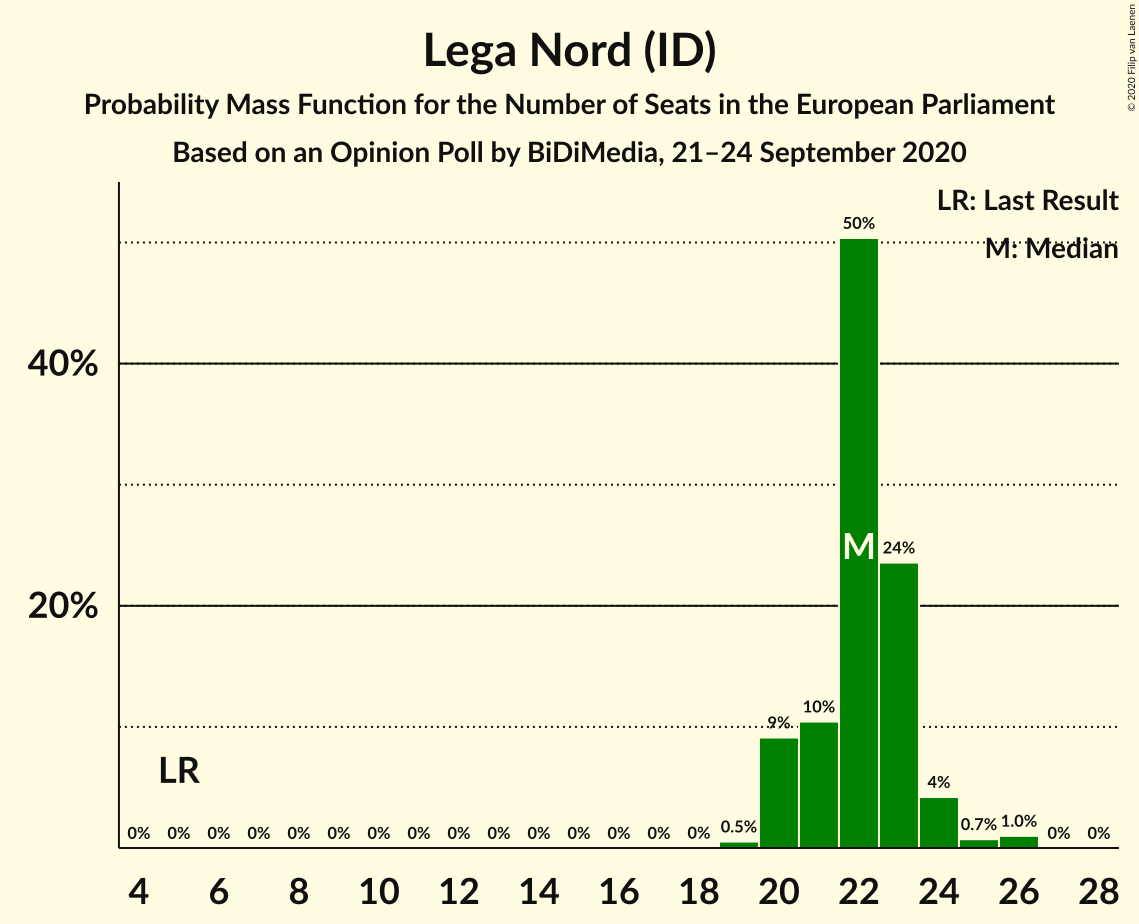 Lega Nord (ID)
Probability Mass Function for the Number of Seats in the European Parliament
Based on an Opinion Poll by BiDiMedia, 21–24 September 2020
© 2020 Filip van Laenen
LR: Last Result
M: Median
50%
40%
M
24%
20%
9%
10%
LR
4%
0% 0% 0% 0% 0% 0% 0% 0% 0% 0% 0% 0% 0% 0% 0% 0.5% 0.7% 1.0% 0% 0%
4 6 8 10 12 14 16 18 20 22 24 26 28